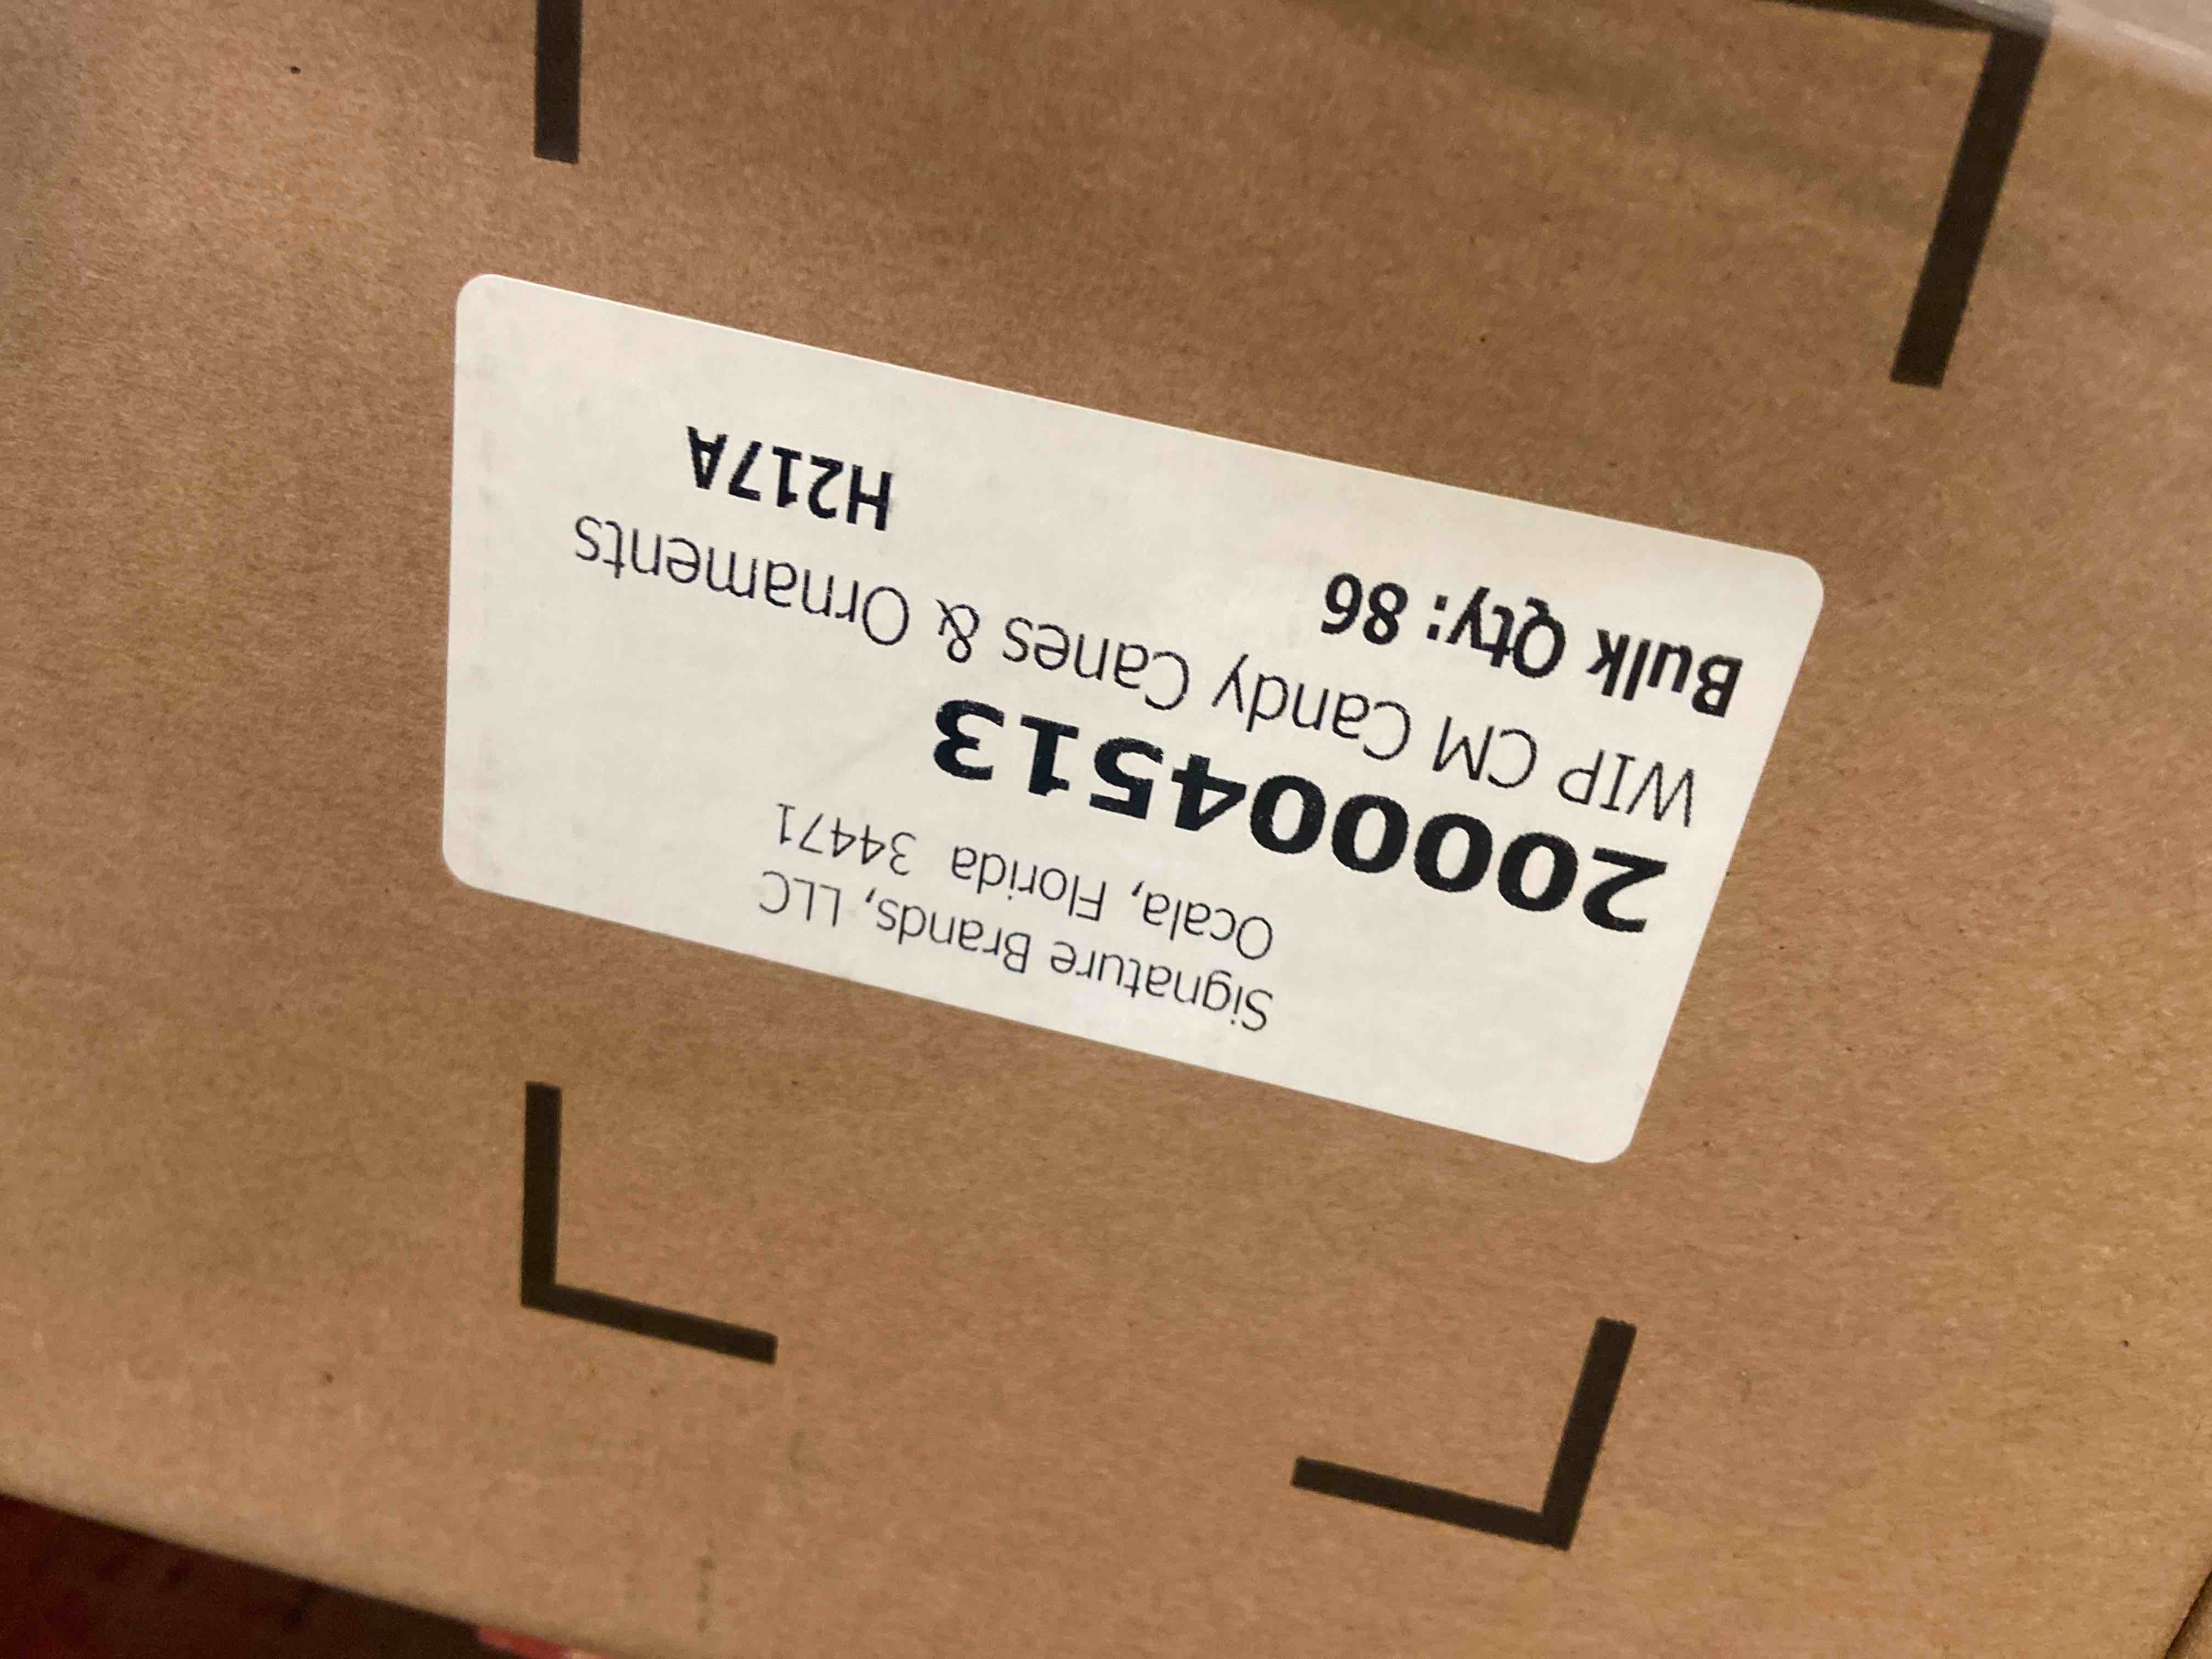 Signature Brands, LLC
Ocala, Florida 34471
200004513
WIP CM Candy Canes & Ornaments
Bulk Qty: 86 H217A